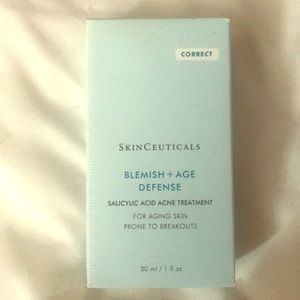 CORRECT
SKINCEUTICALS
BLEMISH + AGE
DEFENSE
SALICYLIC ACID ACNE TREATMENT
FOR AGING SKIN
PRONE TO BREAKOUTS
30 ml / 1 fl oz